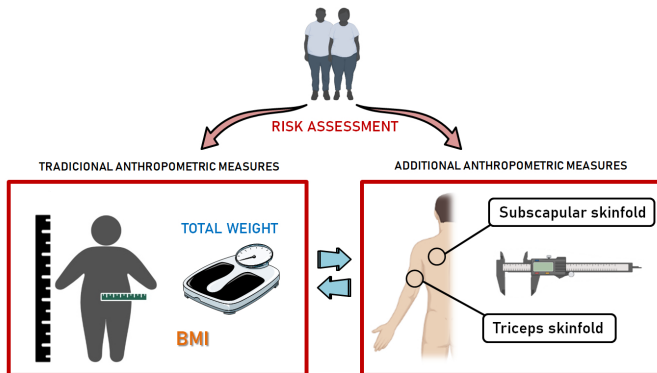 RISK ASSESSMENT
TRADICIONAL ANTHROPOMETRIC MEASURES
ADDITIONAL ANTHROPOMETRIC MEASURES
TOTAL WEIGHT
BMI
Subscapular skinfold
Triceps skinfold